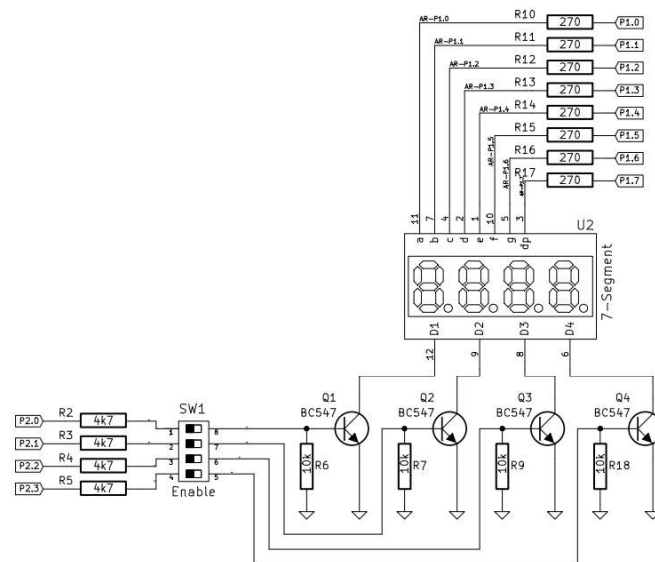 R10 270 P1.0
AR-P1.0
R11 270 P1.1
AR-P1.1
R12 270 P1.2
AR-P1.2
R13 270 P1.3
AR-P1.3
R14 270 P1.4
AR-P1.4
R15 270 P1.5
AR-P1.5
R16 270 P1.6
AR-P1.6
R17 270 P1.7
11 7 4 2 1 10 5 3
a b c d e f g dp
U2
7-Segment
D1 D2 D3 D4
12 9 8 6
Q1 Q2 Q3 Q4
BC547 BC547 BC547 BC547
SW1
P2.0 R2 4k7 1 8
P2.1 R3 4k7 2 7
P2.2 R4 4k7 3 6
P2.3 R5 4k7 4 5
Enable
10k R6 10k R7 10k R9 10k R18